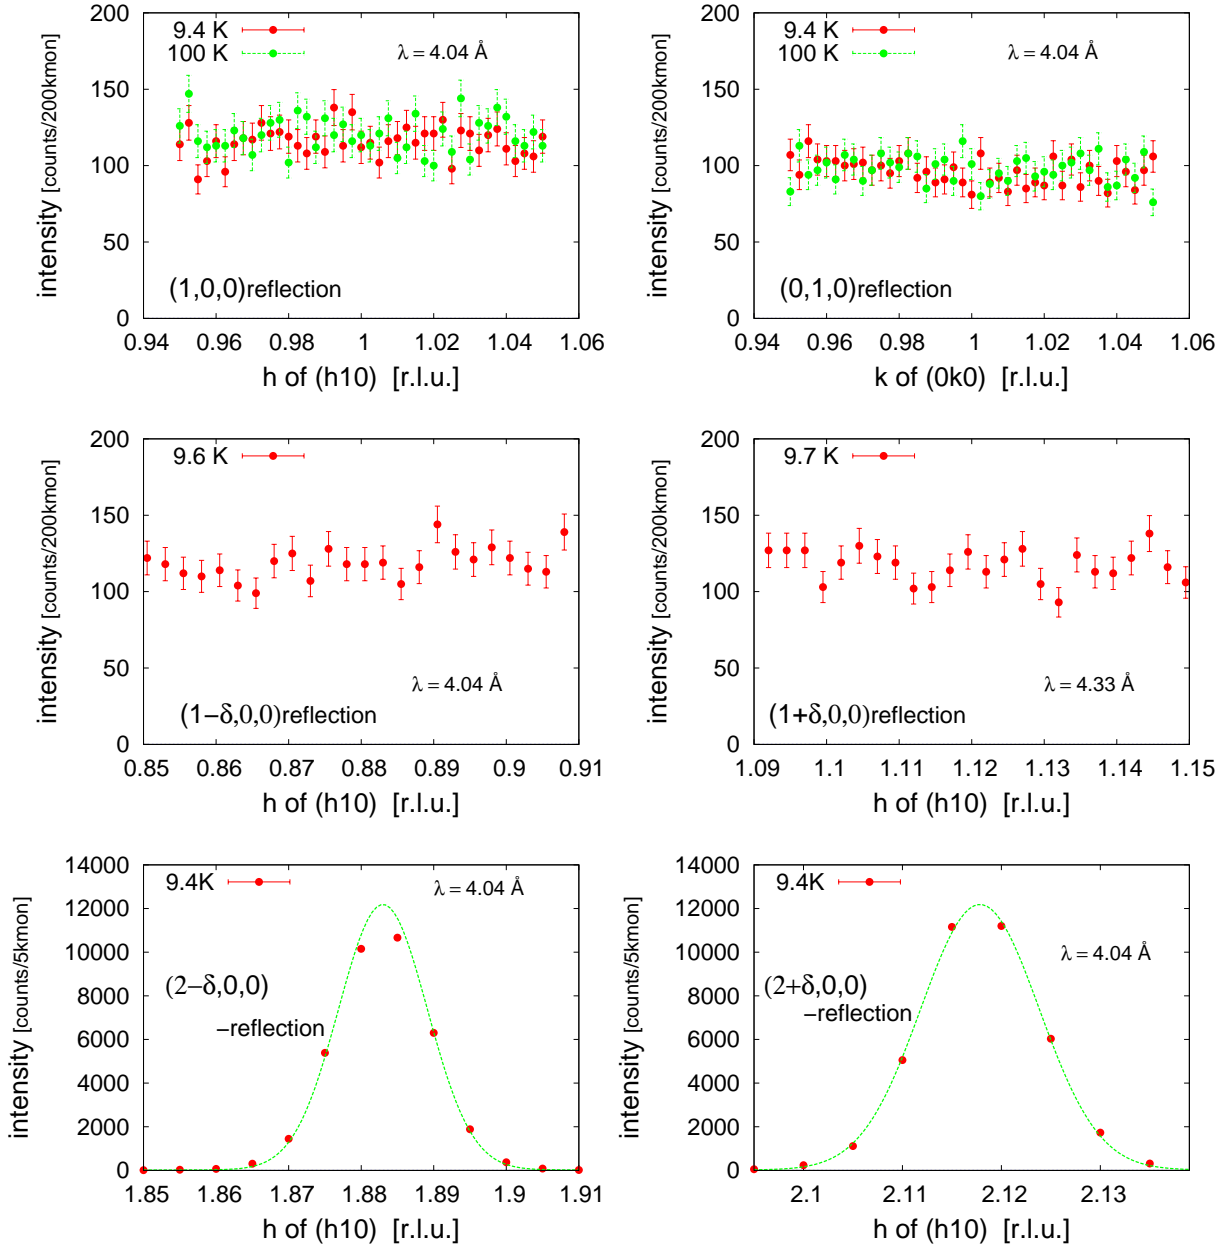 200
150
100
50
0
intensity [counts/200kmon]
9.4 K
100 K
λ = 4.04 Å
(1,0,0)reflection
0.94 0.96 0.98 1 1.02 1.04 1.06
h of (h10) [r.l.u.]
200
150
100
50
0
intensity [counts/200kmon]
9.4 K
100 K
λ = 4.04 Å
(0,1,0)reflection
0.94 0.96 0.98 1 1.02 1.04 1.06
k of (0k0) [r.l.u.]
200
150
100
50
0
intensity [counts/200kmon]
9.6 K
λ = 4.04 Å
(1−δ,0,0)reflection
0.85 0.86 0.87 0.88 0.89 0.9 0.91
h of (h10) [r.l.u.]
200
150
100
50
0
intensity [counts/200kmon]
9.7 K
λ = 4.33 Å
(1+δ,0,0)reflection
1.09 1.1 1.11 1.12 1.13 1.14 1.15
h of (h10) [r.l.u.]
14000
12000
10000
8000
6000
4000
2000
0
intensity [counts/5kmon]
9.4K
λ = 4.04 Å
(2−δ,0,0)
−reflection
1.85 1.86 1.87 1.88 1.89 1.9 1.91
h of (h10) [r.l.u.]
14000
12000
10000
8000
6000
4000
2000
0
intensity [counts/5kmon]
9.4K
λ = 4.04 Å
(2+δ,0,0)
−reflection
2.1 2.11 2.12 2.13
h of (h10) [r.l.u.]